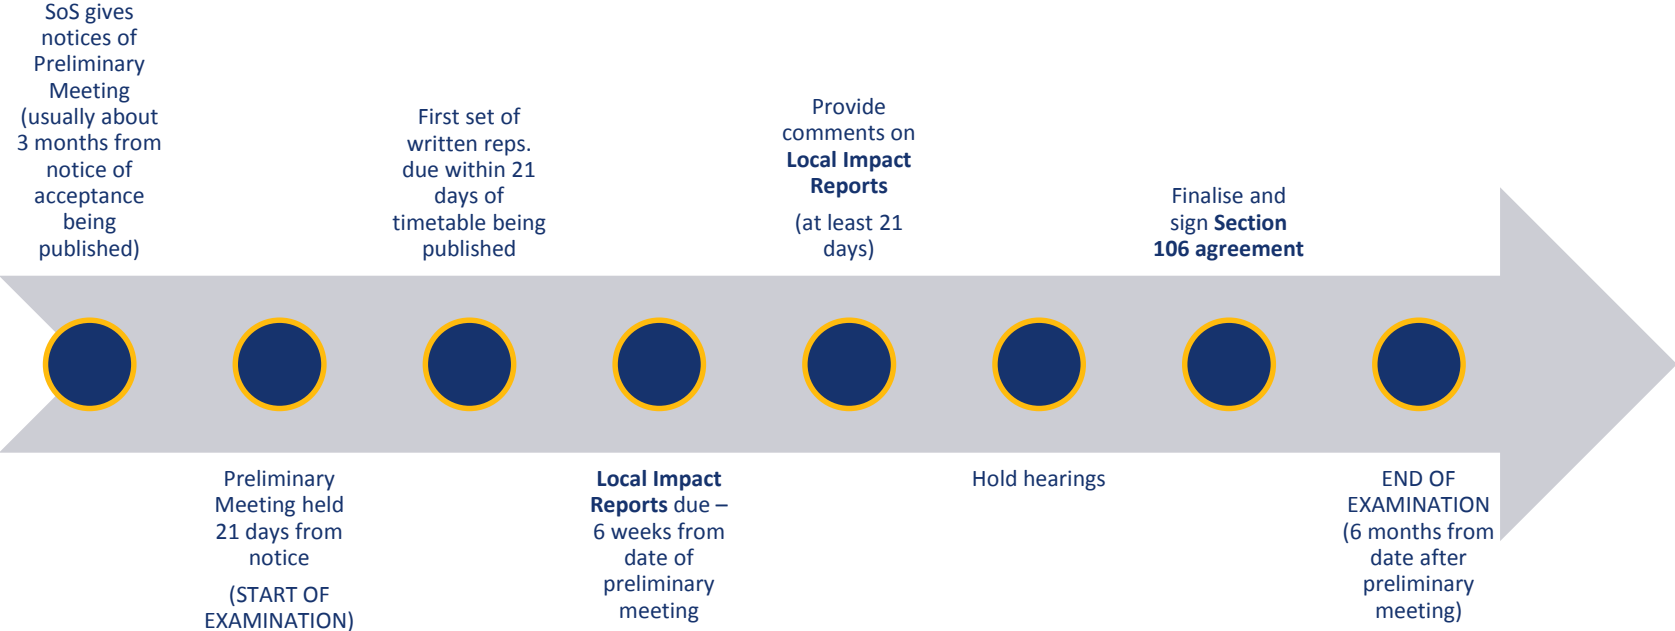 SoS gives
notices of
Preliminary
Meeting
(usually about
3 months from
notice of
acceptance
being
published)
Preliminary
Meeting held
21 days from
notice
(START OF
EXAMINATION)
First set of
written reps.
due within 21
days of
timetable being
published
Local Impact
Reports due –
6 weeks from
date of
preliminary
meeting
Provide
comments on
Local Impact
Reports
(at least 21
days)
Hold hearings
Finalise and
sign Section
106 agreement
END OF
EXAMINATION
(6 months from
date after
preliminary
meeting)